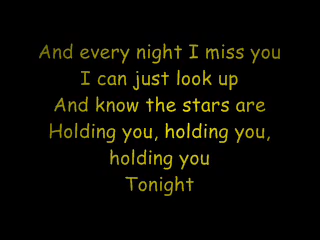 And every night I miss you
I can just look up
And know the stars are
Holding you, holding you,
holding you
Tonight